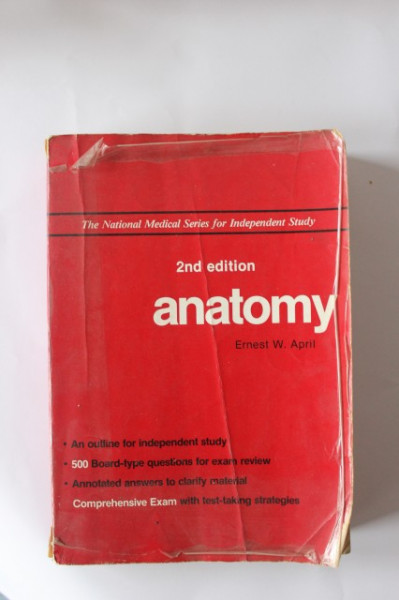 The National Medical Series for Independent Study
2nd edition
anatomy
Ernest W. April
• An outline for independent study
• 500 Board-type questions for exam review
• Annotated answers to clarify material
Comprehensive Exam with test-taking strategies